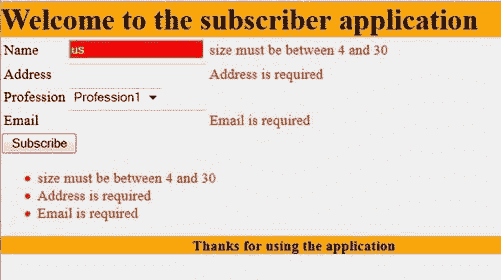 Welcome to the subscriber application
Name us size must be between 4 and 30
Address Address is required
Profession Profession1
Email Email is required
Subscribe
size must be between 4 and 30
Address is required
Email is required
Thanks for using the application